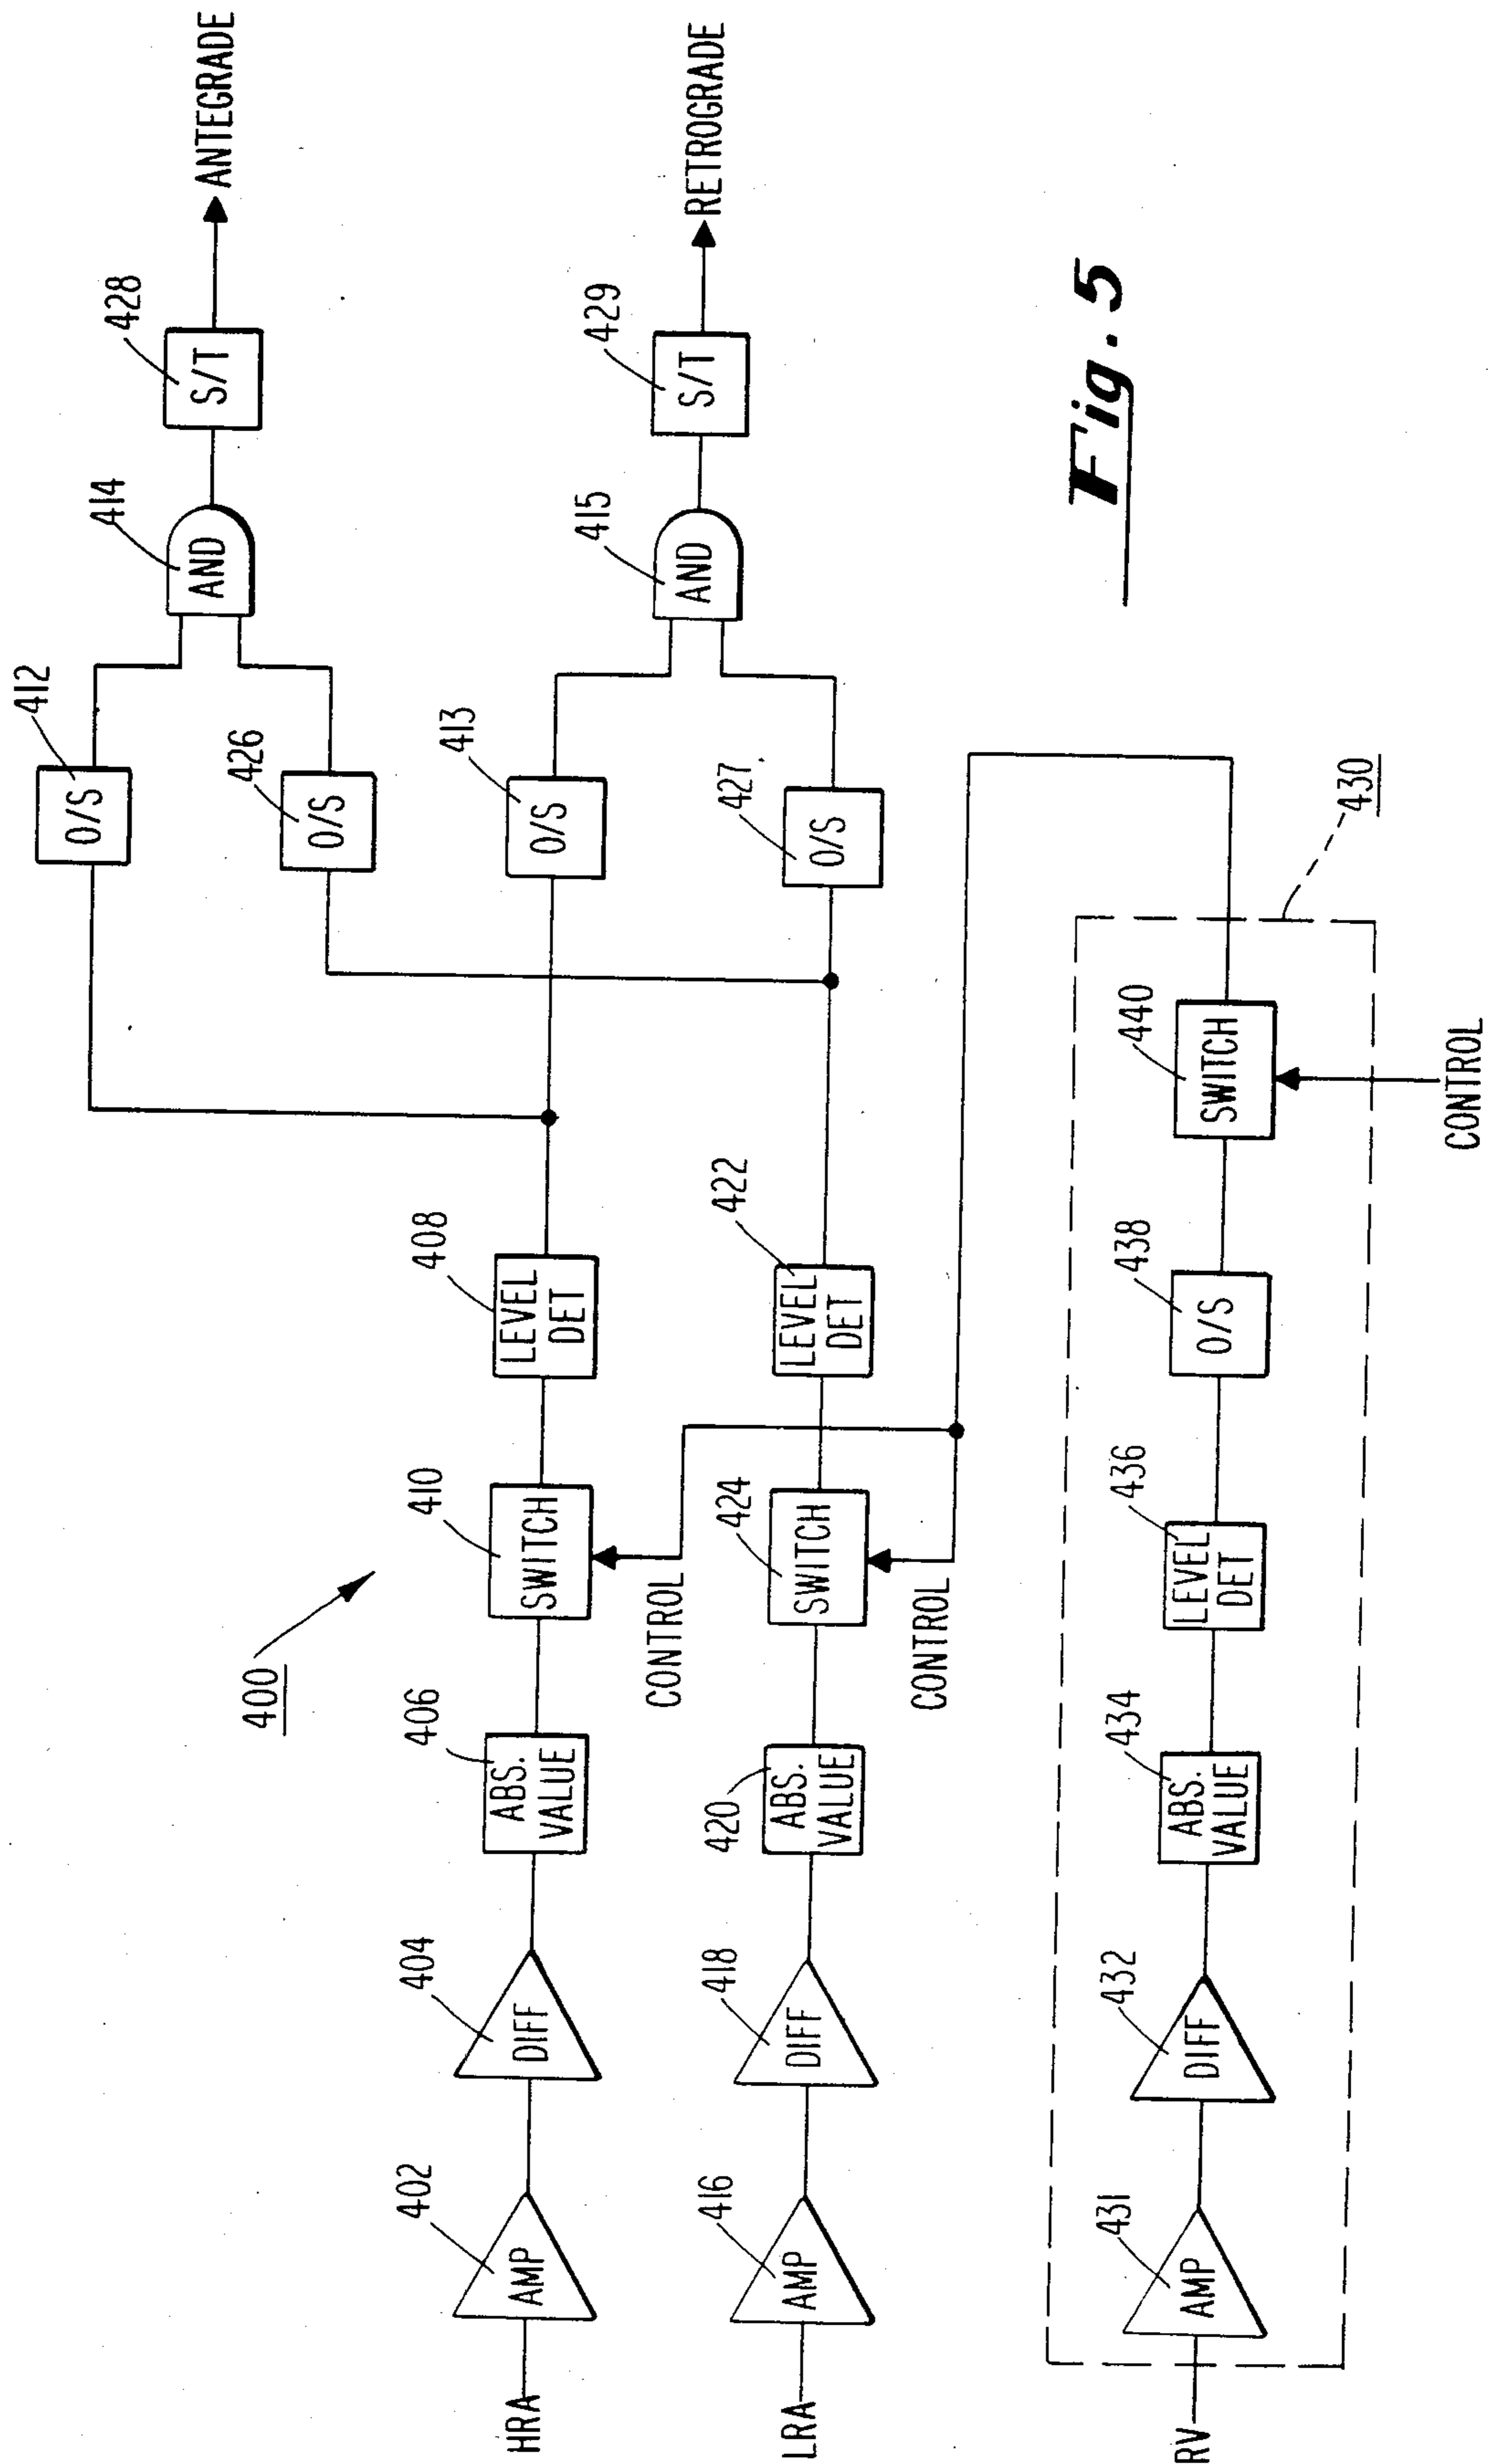 400
HRA
AMP
402
DIFF
404
ABS.
VALUE
406
SWITCH
410
CONTROL
LEVEL
DET
408
O/S
412
O/S
426
AND
414
S/T
428
ANTEGRADE
LRA
AMP
416
DIFF
418
ABS.
VALUE
420
SWITCH
424
CONTROL
LEVEL
DET
422
O/S
413
O/S
427
AND
415
S/T
429
RETROGRADE
RV
AMP
431
DIFF
432
ABS.
VALUE
434
LEVEL
DET
436
O/S
438
SWITCH
440
CONTROL
430
Fig. 5